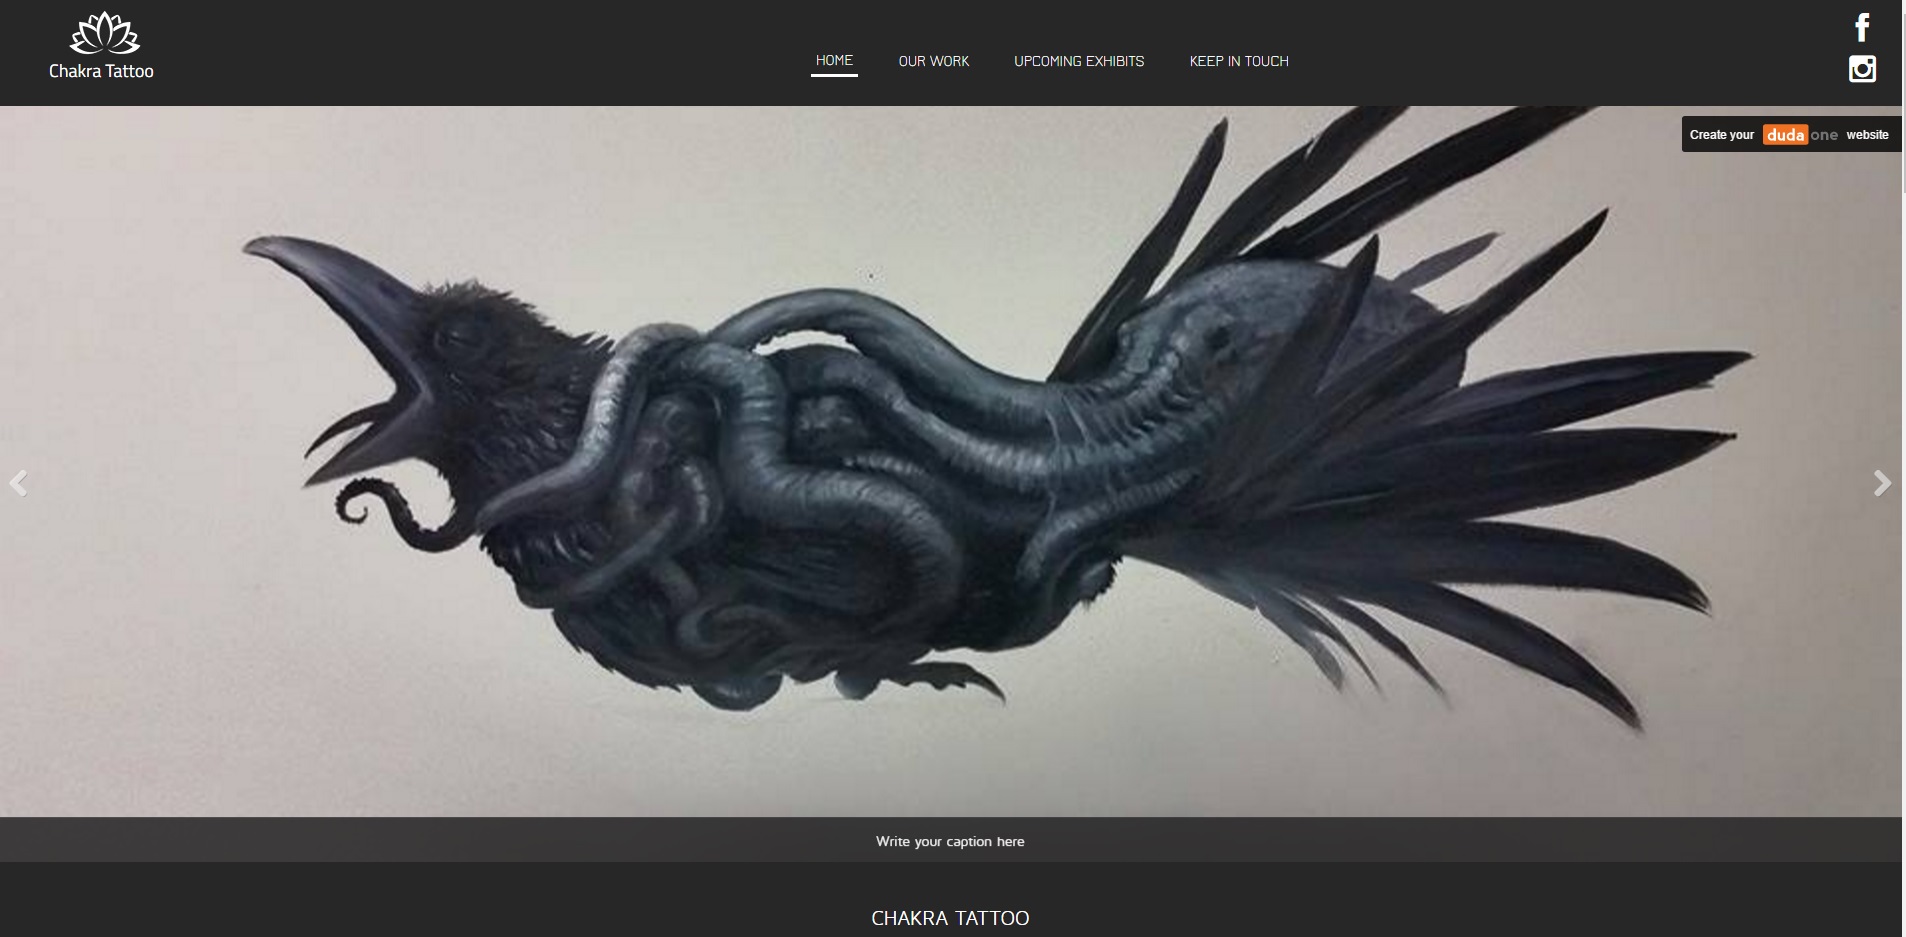 Chakra Tattoo
HOME OUR WORK UPCOMING EXHIBITS KEEP IN TOUCH
Create your duda one website
Write your caption here
CHAKRA TATTOO